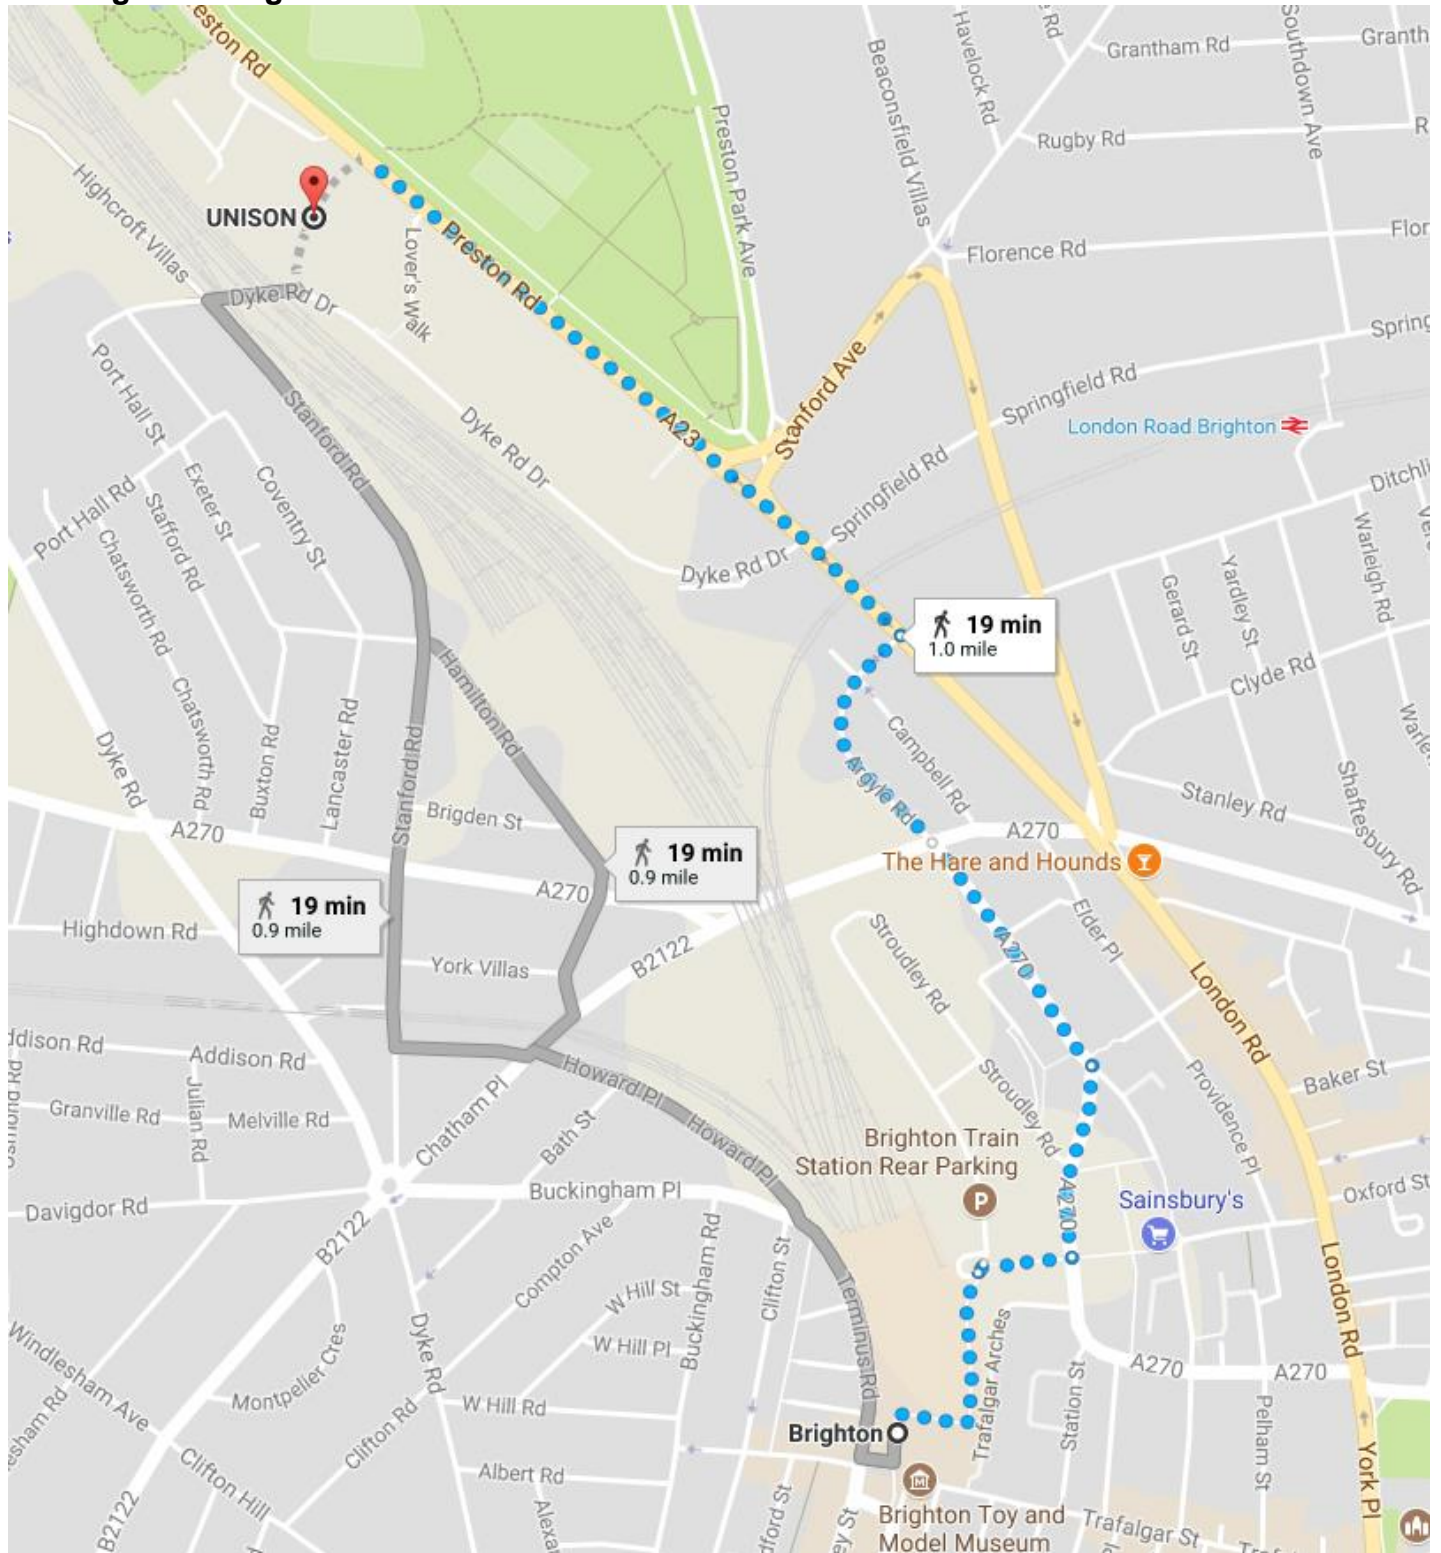 Preston Rd
Grantham Rd
Havelock Rd
Beaconsfield Villas
Southdown Ave
Rugby Rd
Preston Park Ave
Highcroft Villas
UNISON
Lover's Walk
Preston Rd
Florence Rd
Dyke Rd Dr
Stanford Ave
Port Hall St
Stanford Rd
A23
Springfield Rd
London Road Brighton
Dyke Rd Dr
Springfield Rd
Port Hall Rd
Exeter St
Stafford Rd
Coventry St
Chatsworth Rd
Dyke Rd Dr
Warleigh Rd
Yardley St
Gerard St
19 min
1.0 mile
Clyde Rd
Hamilton Rd
Chatsworth Rd
Dyke Rd
Buxton Rd
Lancaster Rd
Stanford Rd
Campbell Rd
Argyle Rd
Stanley Rd
Shaftesbury Rd
Brigden St
A270
A270
The Hare and Hounds
19 min
0.9 mile
A270
19 min
0.9 mile
Highdown Rd
York Villas
B2122
Stroudley Rd
A270
Elder Pl
London Rd
Addison Rd
Howard Pl
Baker St
Granville Rd
Julian Rd
Melville Rd
Chatham Pl
Bath St
Howard Pl
Stroudley Rd
Providence Pl
Brighton Train
Station Rear Parking
P
A270
Sainsbury's
Oxford St
Davigdor Rd
Buckingham Pl
B2122
Compton Ave
W Hill St
Buckingham Rd
Clifton St
Terminus Rd
London Rd
Windlesham Ave
Montpelier Cres
Dyke Rd
W Hill Pl
Trafalgar Arches
Station St
A270
A270
Clifton Rd
W Hill Rd
Brighton
Pelham St
York Pl
Clifton Hill
Albert Rd
B2122
M
Brighton Toy and
Model Museum
Trafalgar St